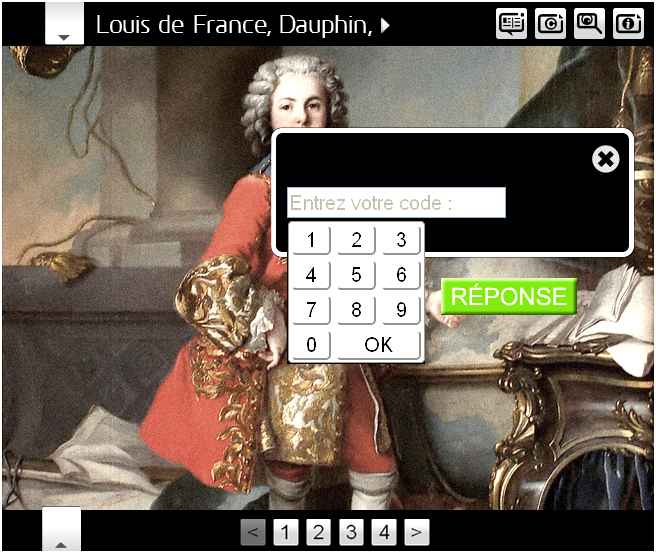 Louis de France, Dauphin,
Entrez votre code :
1 2 3
4 5 6
7 8 9
0 OK
RÉPONSE
< 1 2 3 4 >